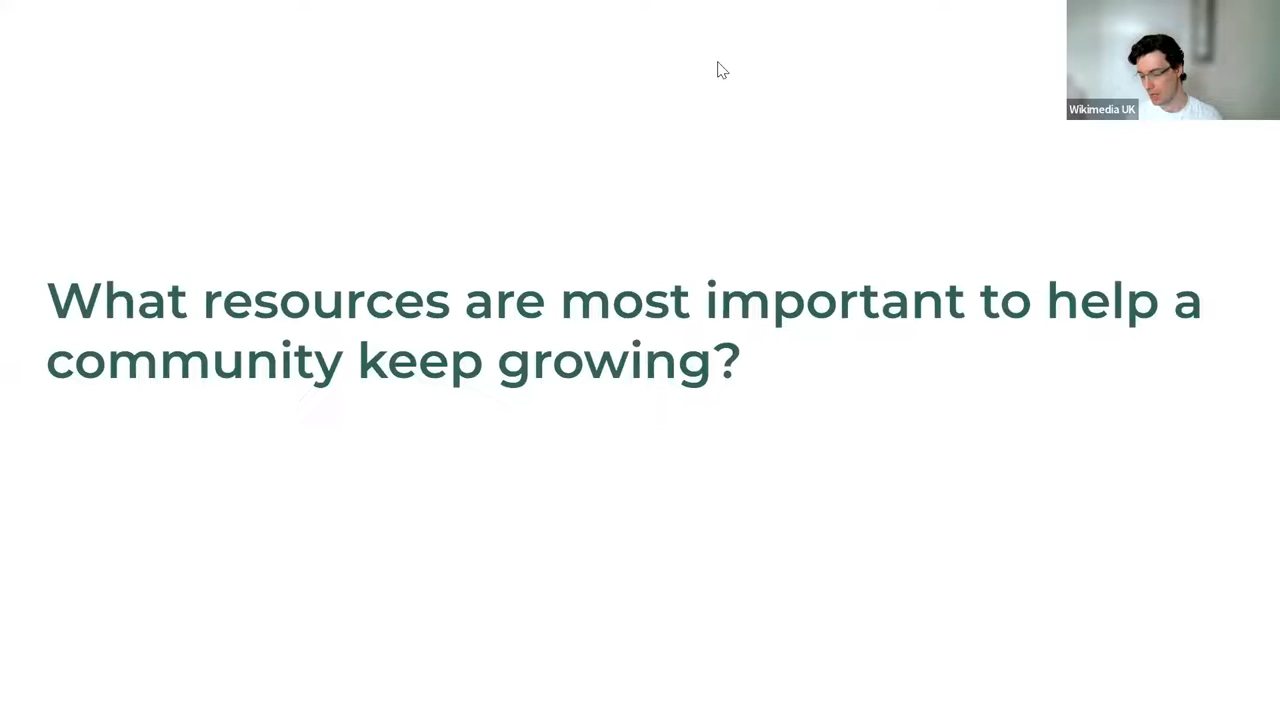 Wikimedia UK
What resources are most important to help a
community keep growing?